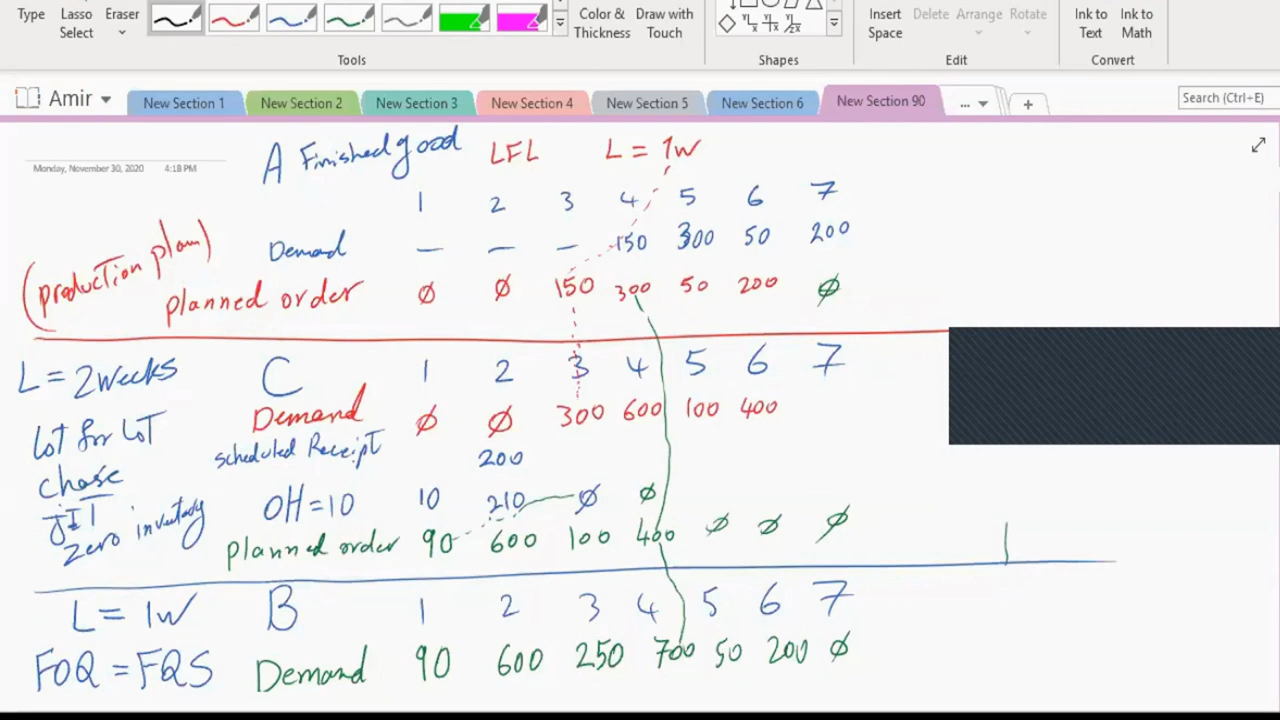 Type Lasso Select Eraser Color & Thickness Draw with Touch Insert Space Delete Arrange Rotate Ink to Text Ink to Math
Tools Shapes Edit Convert
Amir New Section 1 New Section 2 New Section 3 New Section 4 New Section 5 New Section 6 New Section 90 ... + Search (Ctrl+E)
Monday, November 30, 2020 4:18 PM
A Finished good LFL L = 1W
1 2 3 4 5 6 7
Demand — — — 150 300 50 200
(production plan)
planned order Ø Ø 150 300 50 200 Ø
L = 2 weeks C 1 2 3 4 5 6 7
Demand Ø Ø 300 600 100 400
Lot for Lot
scheduled Receipt 200
chase
JIT OH = 10 10 210 Ø Ø
Zero inventory
planned order 90 600 100 400 Ø Ø Ø
L = 1W B 1 2 3 4 5 6 7
FOQ = FQS Demand 90 600 250 700 50 200 Ø